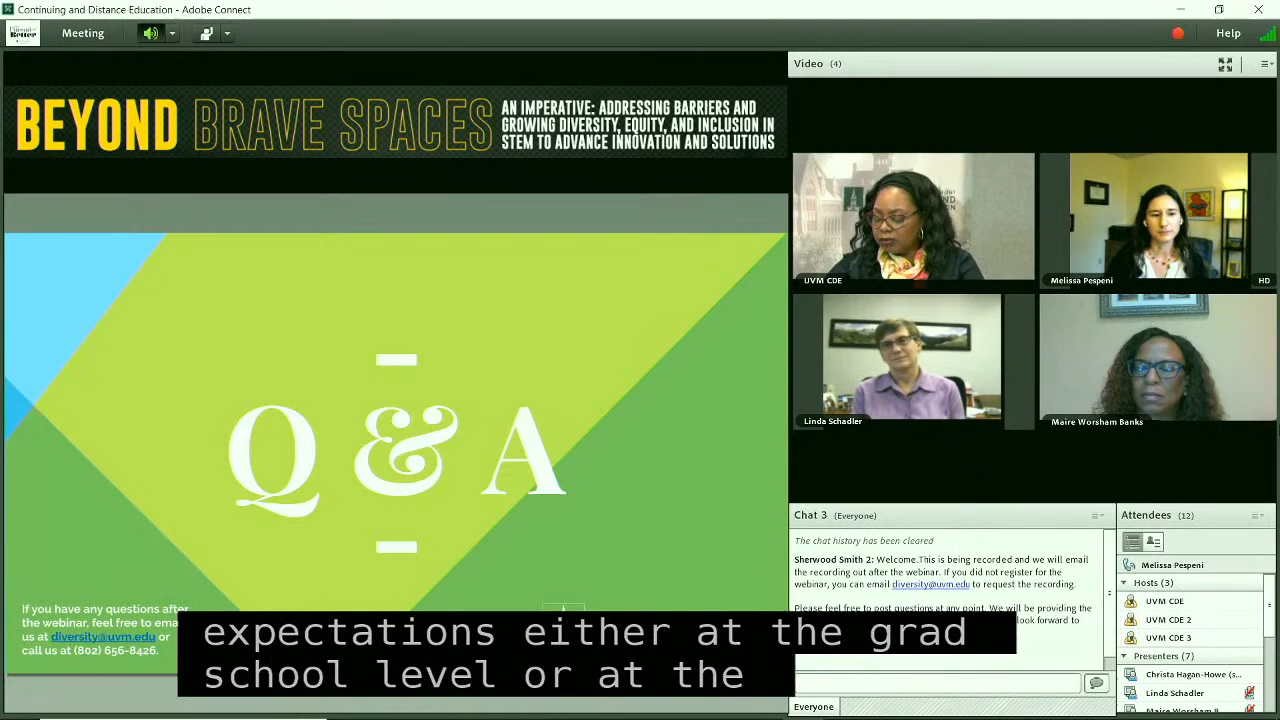 Continuing and Distance Education - Adobe Connect
Meeting
Help
BEYOND BRAVE SPACES
AN IMPERATIVE: ADDRESSING BARRIERS AND
GROWING DIVERSITY, EQUITY, AND INCLUSION IN
STEM TO ADVANCE INNOVATION AND SOLUTIONS
Q & A
If you have any questions after
the webinar, feel free to
us at diversity@uvm.edu or
call us at (802) 656-8426.
expectations either at the grad
school level or at the
Video (4)
UVM CDE
Melissa Pespeni
HD
Linda Schadler
Maire Worsham Banks
Chat 3 (Everyone)
The chat history has been cleared
Sherwood Smith 2: Welcome.This is being recorded and we will email
the recording out after the webinar. If you did not register for the
webinar, you can email diversity@uvm.edu to request the recording.
Please feel free to post questions at any point. We will be providing the
look forward to
Everyone
Attendees (12)
Melissa Pespeni
Hosts (3)
UVM CDE
UVM CDE 2
UVM CDE 3
Presenters (7)
Christa Hagan-Howe (s...
Linda Schadler
Maire Worsham B...